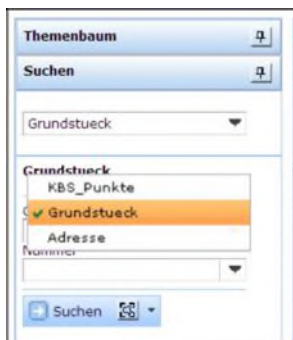 Themenbaum
Suchen
Grundstueck
Grundstueck
KBS_Punkte
Grundstueck
Adresse
Nummer
Suchen